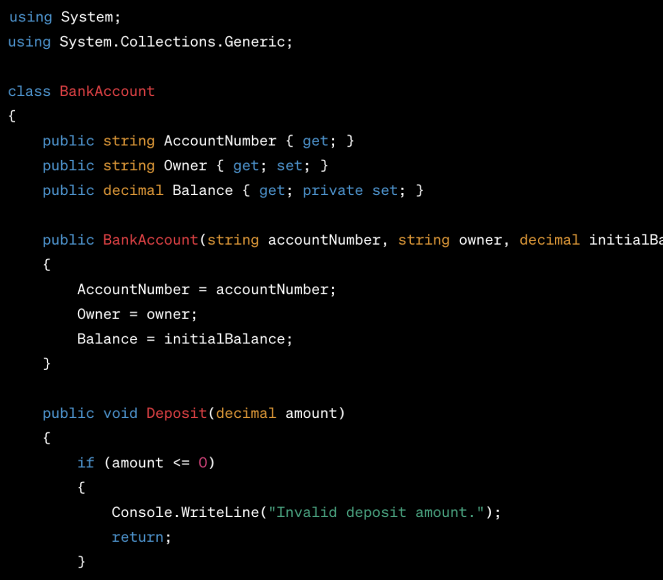 using System;
using System.Collections.Generic;
class BankAccount
{
public string AccountNumber { get; }
public string Owner { get; set; }
public decimal Balance { get; private set; }
public BankAccount(string accountNumber, string owner, decimal initialBa
{
AccountNumber = accountNumber;
Owner = owner;
Balance = initialBalance;
}
public void Deposit(decimal amount)
{
if (amount <= 0)
{
Console.WriteLine("Invalid deposit amount.");
return;
}